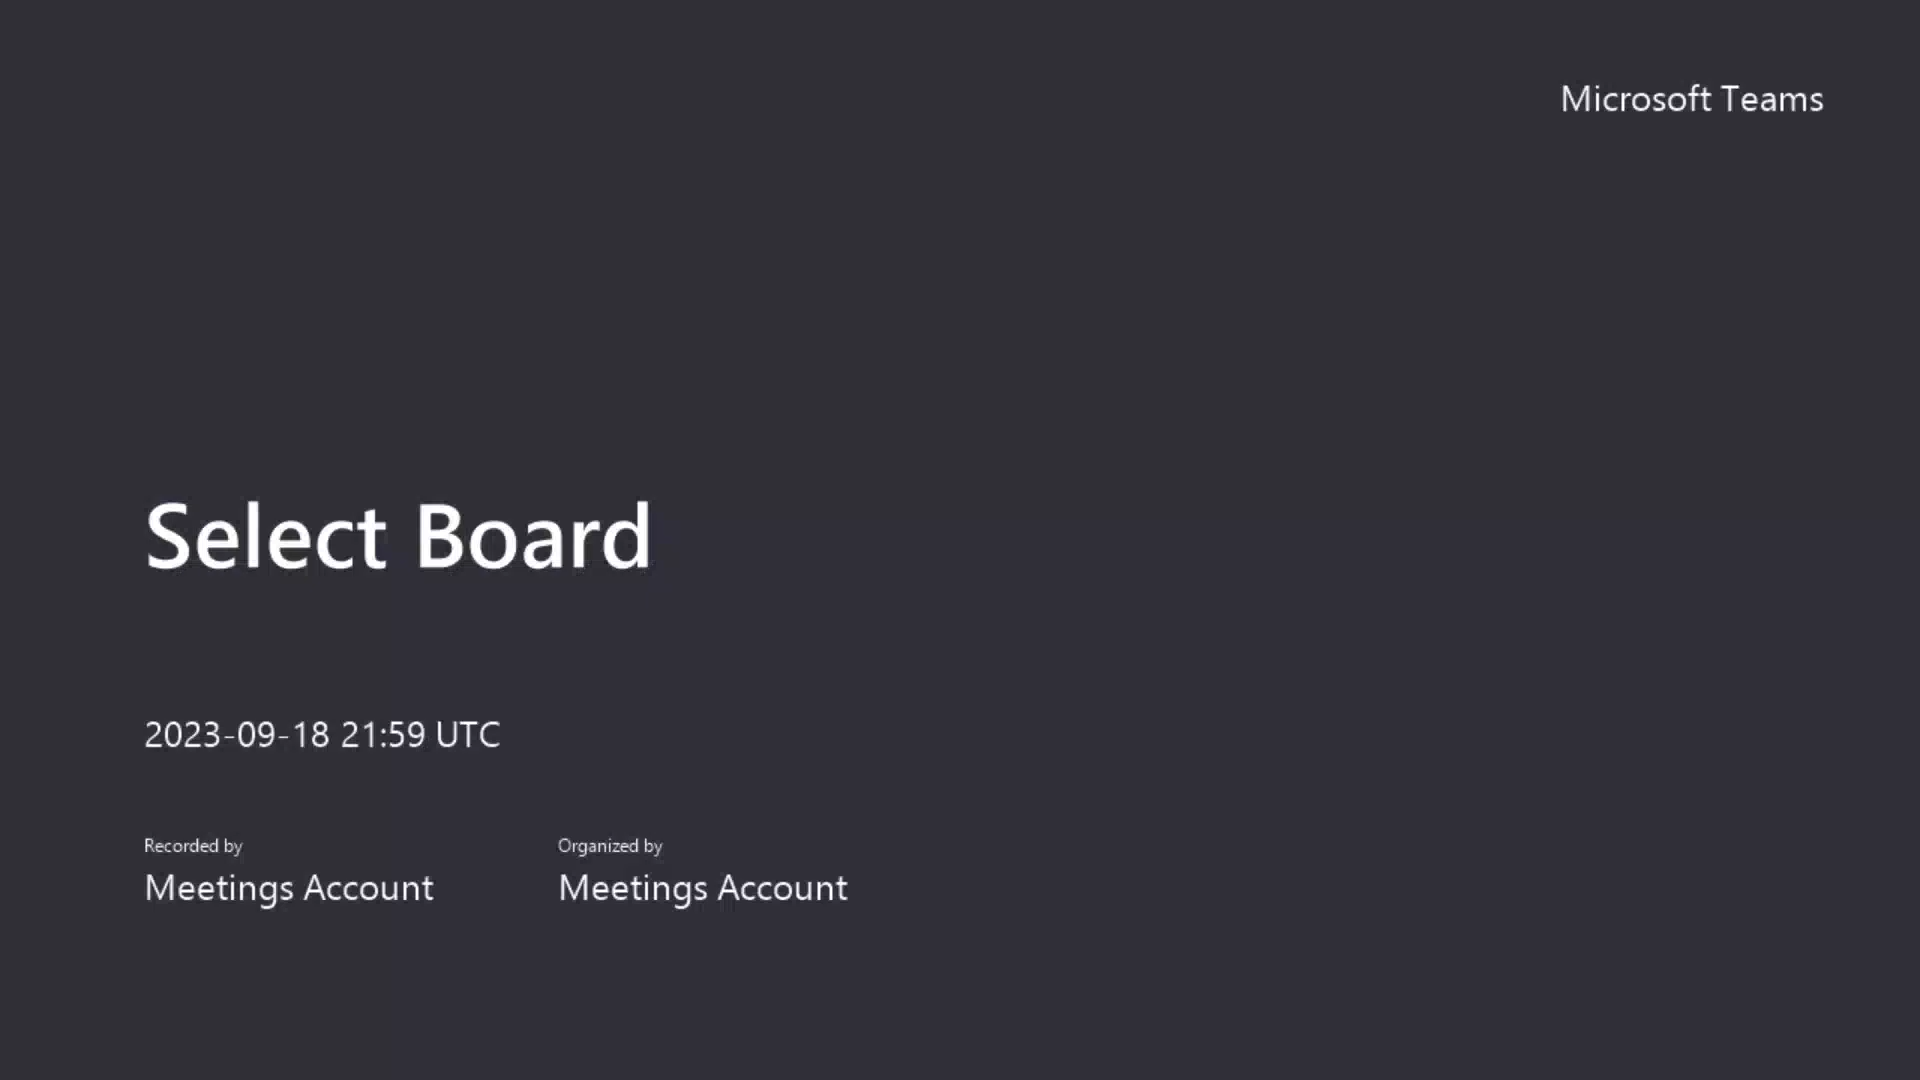 Microsoft Teams
Select Board
2023-09-18 21:59 UTC
Recorded by
Meetings Account
Organized by
Meetings Account